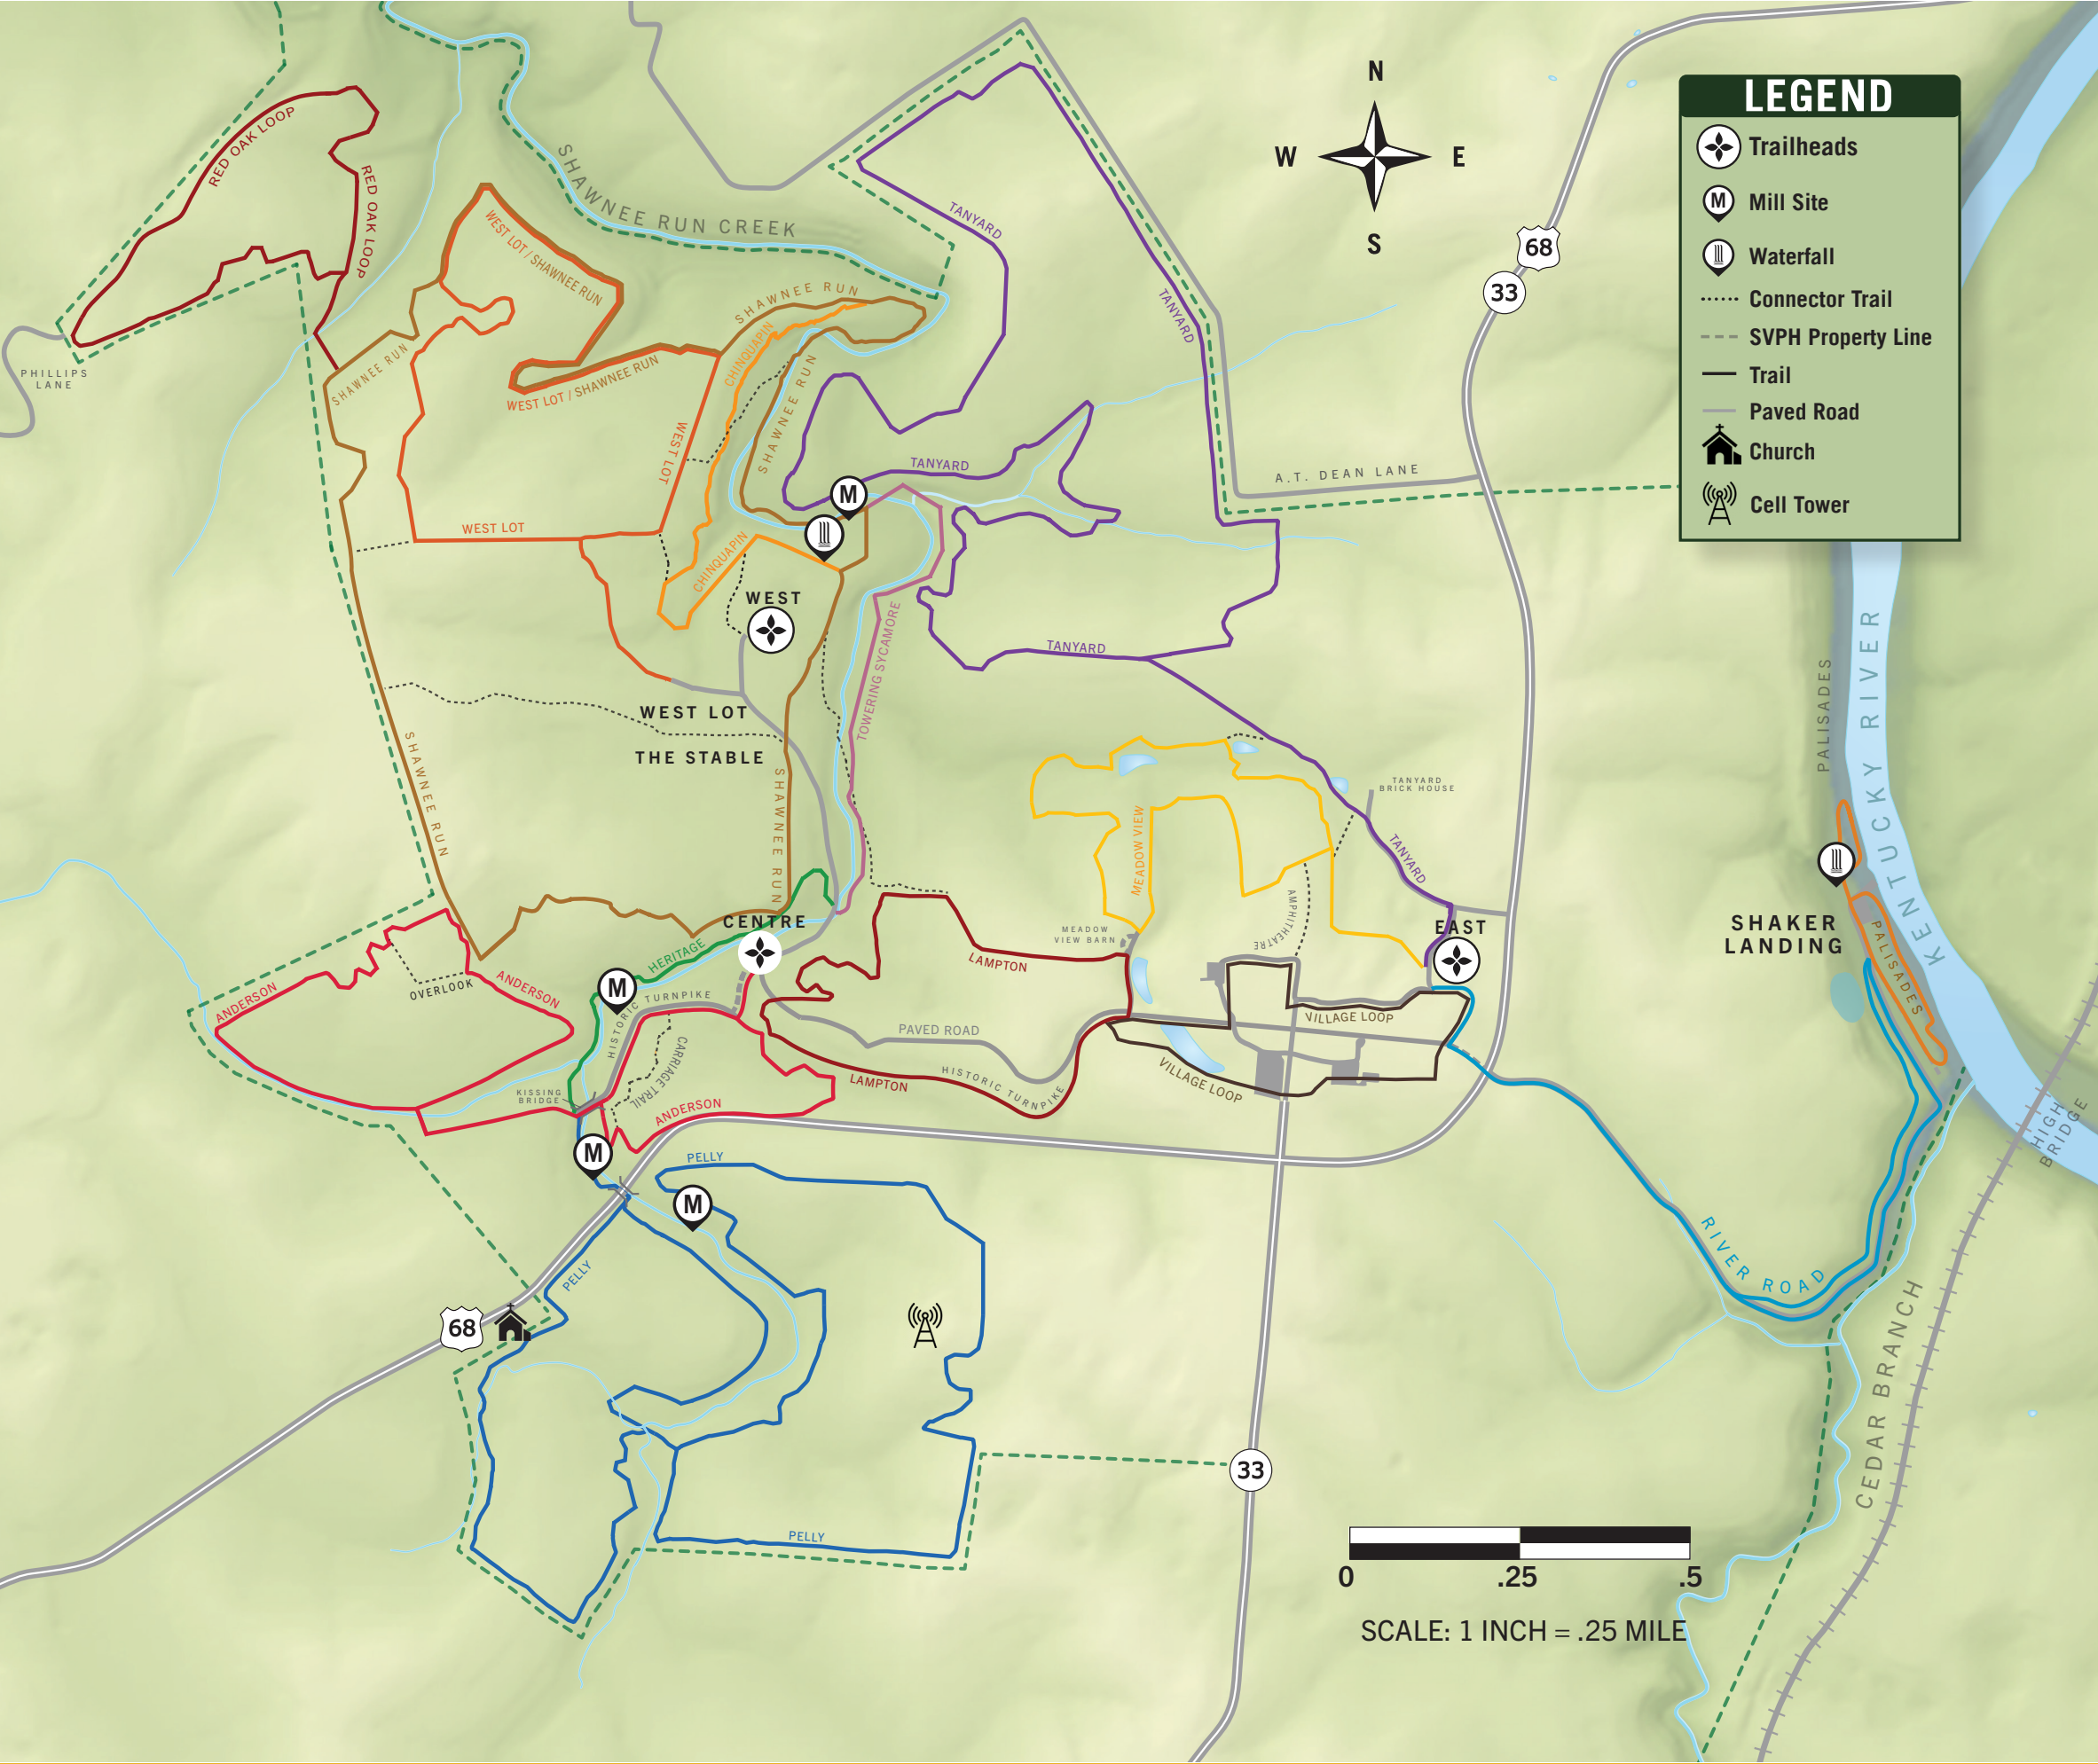 LEGEND
Trailheads
M Mill Site
Waterfall
Connector Trail
SVPH Property Line
Trail
Paved Road
Church
Cell Tower
N
W E
S
68
33
RED OAK LOOP
RED OAK LOOP
SHAWNEE RUN CREEK
WEST LOT / SHAWNEE RUN
SHAWNEE RUN
CHINQUAPIN
TANYARD
TANYARD
PHILLIPS
LANE
SHAWNEE RUN
WEST LOT / SHAWNEE RUN
SHAWNEE RUN
WEST LOT
TANYARD
A.T. DEAN LANE
M
WEST LOT
CHINQUAPIN
WEST
TOWERING SYCAMORE
TANYARD
WEST LOT
THE STABLE
SHAWNEE RUN
SHAWNEE RUN
TANYARD
BRICK HOUSE
TANYARD
MEADOW VIEW
AMPHITHEATRE
MEADOW
VIEW BARN
PALISADES
KENTUCKY RIVER
SHAKER
LANDING
PALISADES
EAST
CENTRE
HERITAGE
M
ANDERSON
OVERLOOK
ANDERSON
HISTORIC TURNPIKE
LAMPTON
PAVED ROAD
VILLAGE LOOP
CARRIAGE TRAIL
KISSING
BRIDGE
ANDERSON
LAMPTON
HISTORIC TURNPIKE
VILLAGE LOOP
HIGH
BRIDGE
M
PELLY
M
PELLY
68
RIVER ROAD
CEDAR BRANCH
33
PELLY
0 .25 .5
SCALE: 1 INCH = .25 MILE